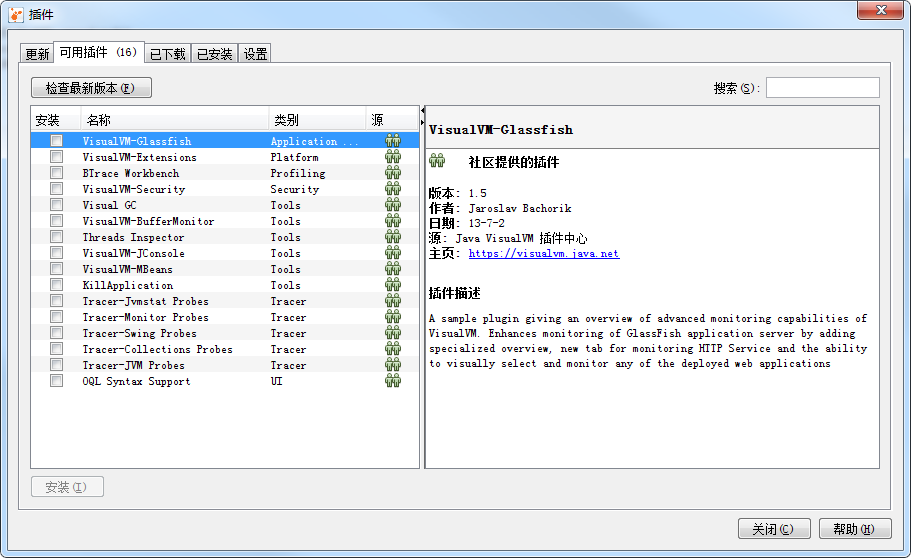 插件
更新 可用插件 (16) 已下载 已安装 设置
检查最新版本(F) 搜索(S):
安装 名称 类别 源
VisualVM-Glassfish Application ...
VisualVM-Extensions Platform
BTrace Workbench Profiling
VisualVM-Security Security
Visual GC Tools
VisualVM-BufferMonitor Tools
Threads Inspector Tools
VisualVM-JConsole Tools
VisualVM-MBeans Tools
KillApplication Tools
Tracer-Jvmstat Probes Tracer
Tracer-Monitor Probes Tracer
Tracer-Swing Probes Tracer
Tracer-Collections Probes Tracer
Tracer-JVM Probes Tracer
OQL Syntax Support UI
VisualVM-Glassfish
社区提供的插件
版本: 1.5
作者: Jaroslav Bachorik
日期: 13-7-2
源: Java VisualVM 插件中心
主页: https://visualvm.java.net
插件描述
A sample plugin giving an overview of advanced monitoring capabilities of
VisualVM. Enhances monitoring of GlassFish application server by adding
specialized overview, new tab for monitoring HTTP Service and the ability
to visually select and monitor any of the deployed web applications
安装(I)
关闭(C) 帮助(H)